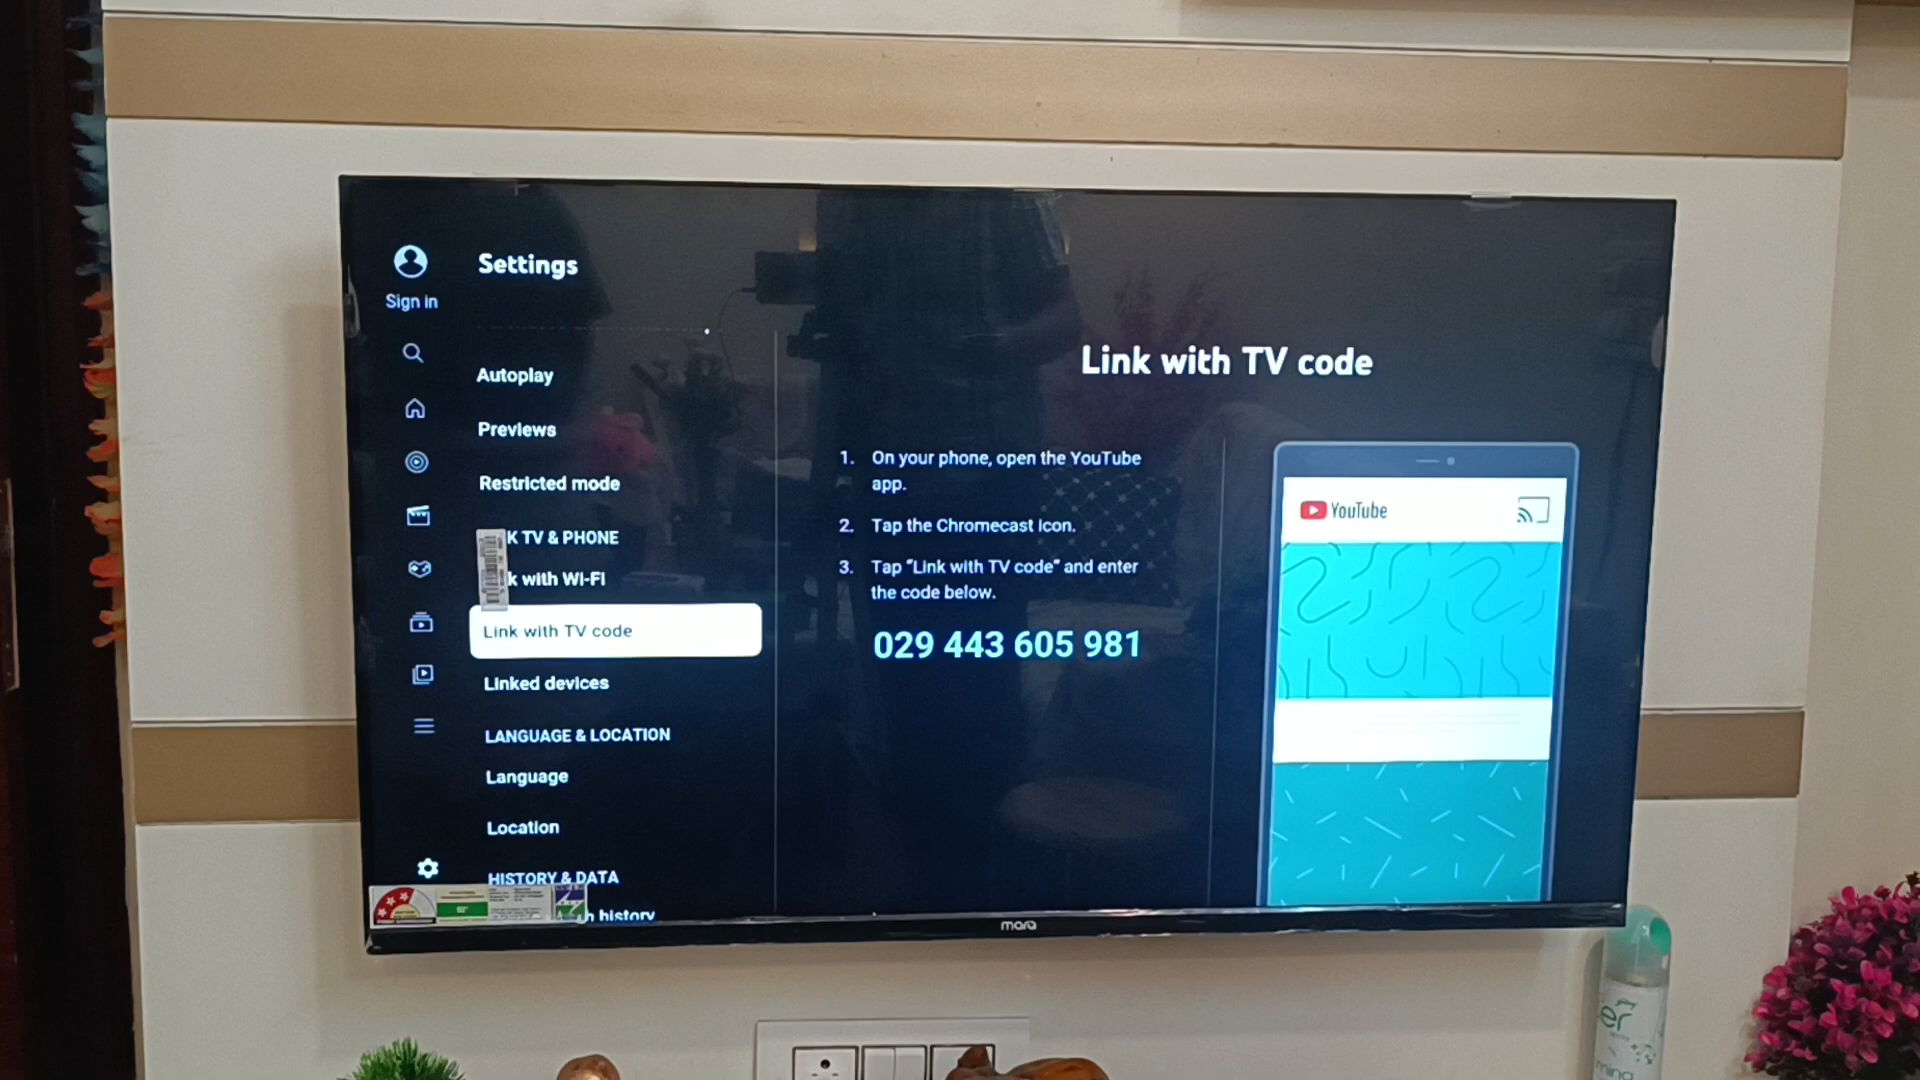 Sign in
Settings
Autoplay
Previews
Restricted mode
K TV & PHONE
k with Wi-Fi
Link with TV code
Linked devices
LANGUAGE & LOCATION
Language
Location
HISTORY & DATA
h history
Link with TV code
1. On your phone, open the YouTube
app.
2. Tap the Chromecast icon.
3. Tap "Link with TV code" and enter
the code below.
029 443 605 981
YouTube
marq
er